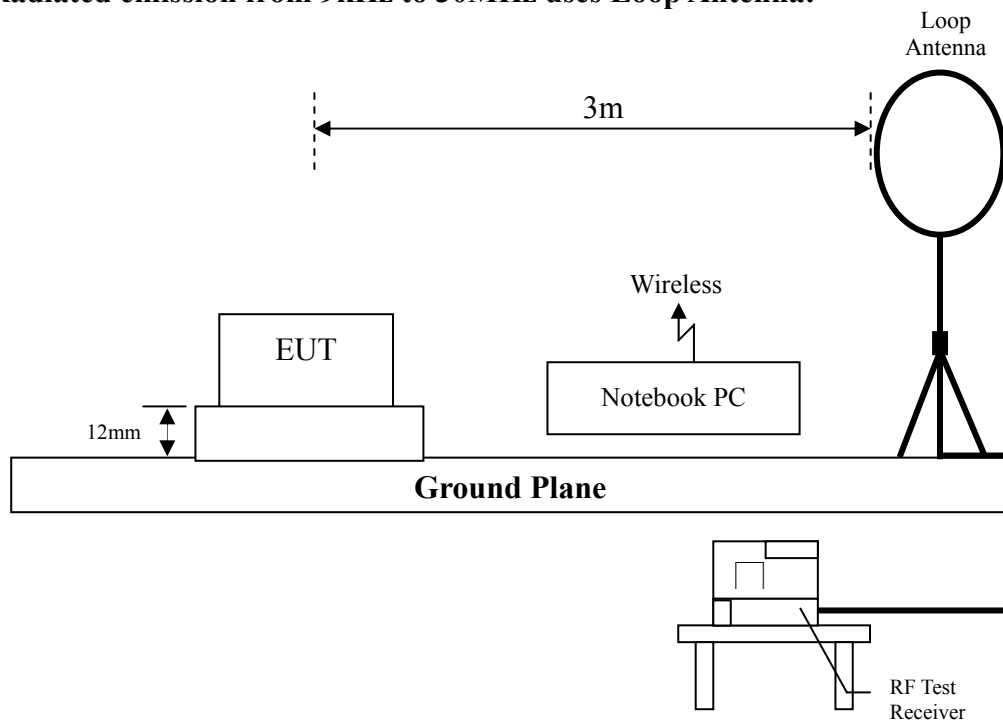 Radiated emission from 9kHz to 30MHz uses Loop Antenna:
Loop
Antenna
3m
Wireless
EUT
Notebook PC
12mm
Ground Plane
RF Test
Receiver